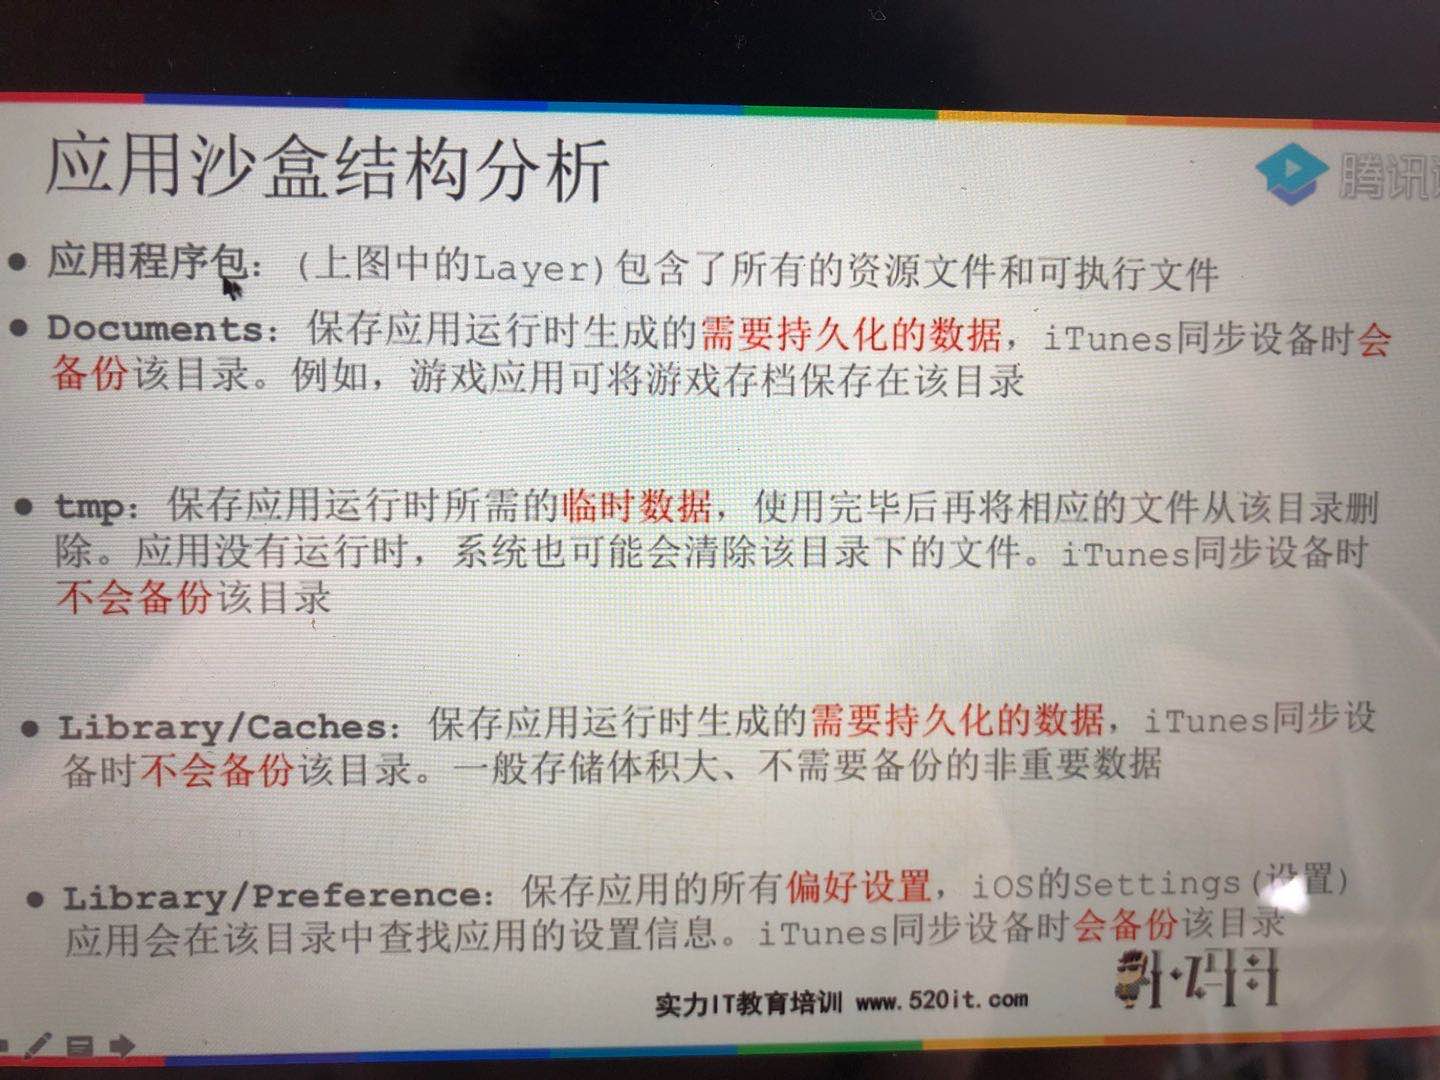 应用沙盒结构分析
腾讯
应用程序包：(上图中的Layer)包含了所有的资源文件和可执行文件
Documents：保存应用运行时生成的需要持久化的数据，iTunes同步设备时会
备份该目录。例如，游戏应用可将游戏存档保存在该目录
tmp：保存应用运行时所需的临时数据，使用完毕后再将相应的文件从该目录删
除。应用没有运行时，系统也可能会清除该目录下的文件。iTunes同步设备时
不会备份该目录
Library/Caches：保存应用运行时生成的需要持久化的数据，iTunes同步设
备时不会备份该目录。一般存储体积大、不需要备份的非重要数据
Library/Preference：保存应用的所有偏好设置，iOS的Settings(设置)
应用会在该目录中查找应用的设置信息。iTunes同步设备时会备份该目录
实力IT教育培训 www.520it.com